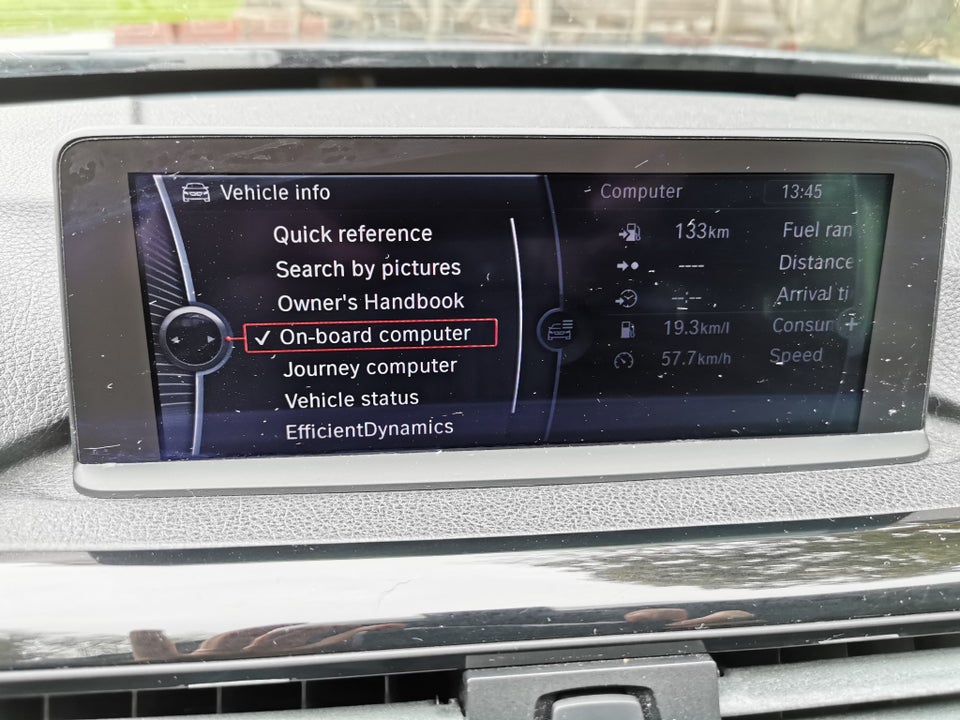 Vehicle info
Quick reference
Search by pictures
Owner's Handbook
✓ On-board computer
Journey computer
Vehicle status
EfficientDynamics
Computer 13:45
133km Fuel ran
---- Distance
--:-- Arrival ti
19.3km/l Consum
57.7km/h Speed